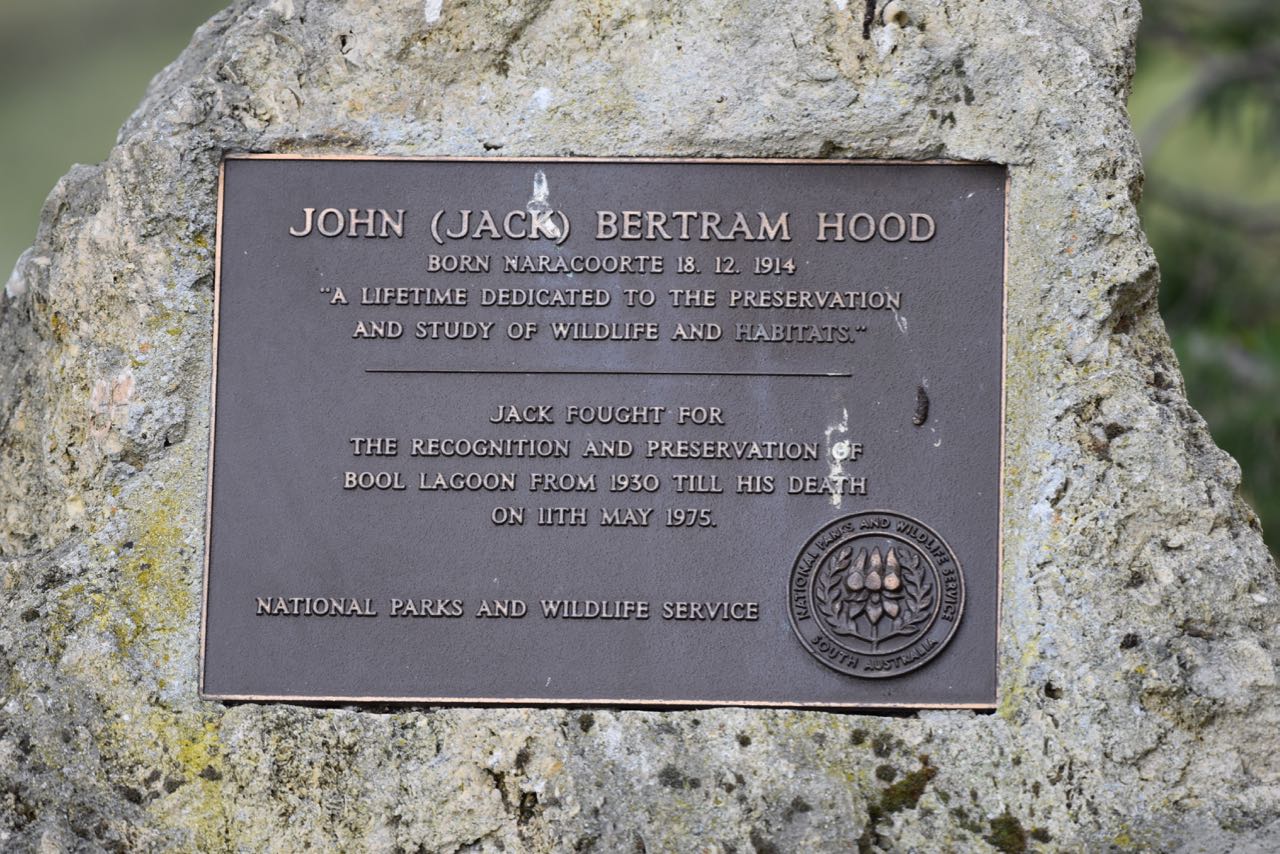 JOHN (JACK) BERTRAM HOOD
BORN NARACOORTE 18. 12. 1914
"A LIFETIME DEDICATED TO THE PRESERVATION
AND STUDY OF WILDLIFE AND HABITATS."
JACK FOUGHT FOR
THE RECOGNITION AND PRESERVATION OF
BOOL LAGOON FROM 1930 TILL HIS DEATH
ON 11TH MAY 1975.
NATIONAL PARKS AND WILDLIFE SERVICE
NATIONAL PARKS AND WILDLIFE SERVICE
SOUTH AUSTRALIA